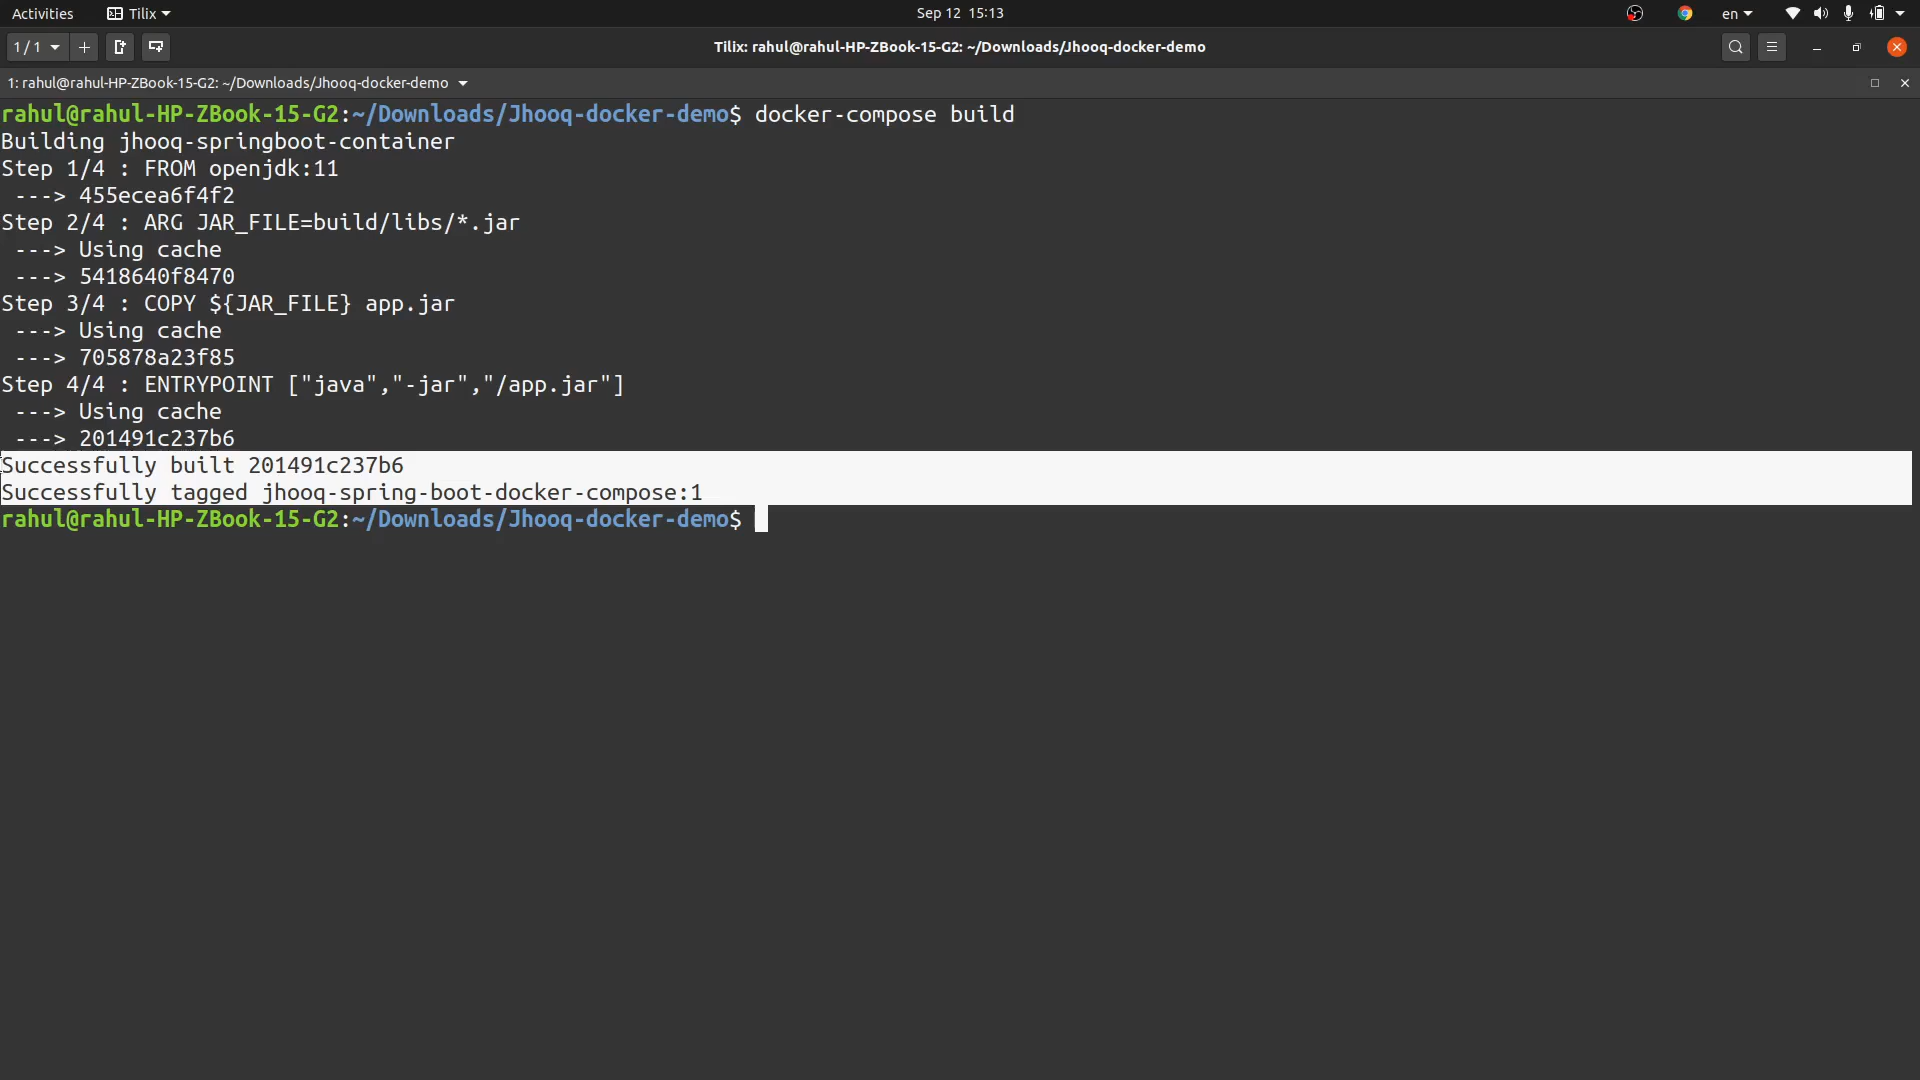 Activities Tilix Sep 12 15:13 en
1 / 1 Tilix: rahul@rahul-HP-ZBook-15-G2: ~/Downloads/Jhooq-docker-demo
1: rahul@rahul-HP-ZBook-15-G2: ~/Downloads/Jhooq-docker-demo
rahul@rahul-HP-ZBook-15-G2:~/Downloads/Jhooq-docker-demo$ docker-compose build
Building jhooq-springboot-container
Step 1/4 : FROM openjdk:11
 ---> 455ecea6f4f2
Step 2/4 : ARG JAR_FILE=build/libs/*.jar
 ---> Using cache
 ---> 5418640f8470
Step 3/4 : COPY ${JAR_FILE} app.jar
 ---> Using cache
 ---> 705878a23f85
Step 4/4 : ENTRYPOINT ["java","-jar","/app.jar"]
 ---> Using cache
 ---> 201491c237b6
Successfully built 201491c237b6
Successfully tagged jhooq-spring-boot-docker-compose:1
rahul@rahul-HP-ZBook-15-G2:~/Downloads/Jhooq-docker-demo$